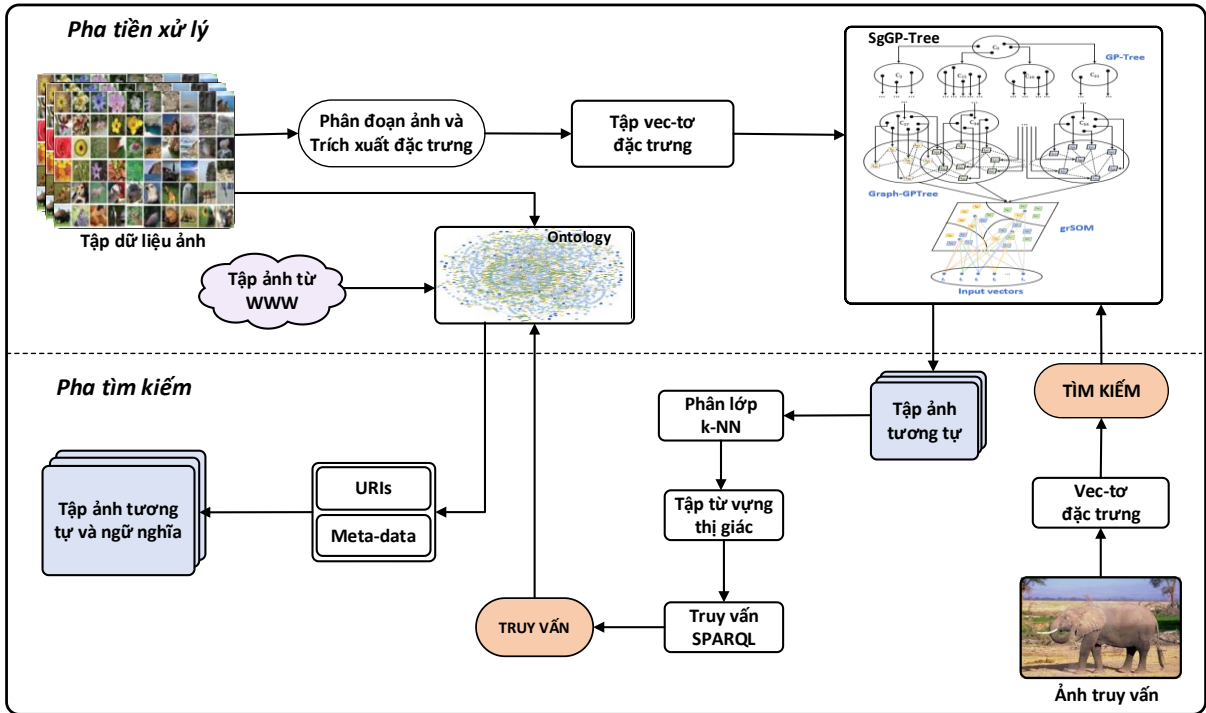 Pha tiền xử lý
SgGP-Tree
GP-Tree
Phân đoạn ảnh và
Trích xuất đặc trưng
Tập vec-tơ
đặc trưng
Graph-GPTree
grSOM
Input vectors
Tập dữ liệu ảnh
Ontology
Tập ảnh từ
WWW
Pha tìm kiếm
Phân lớp
k-NN
Tập ảnh
tương tự
TÌM KIẾM
Tập ảnh tương
tự và ngữ nghĩa
URIs
Meta-data
Tập từ vựng
thị giác
Vec-tơ
đặc trưng
TRUY VẤN
Truy vấn
SPARQL
Ảnh truy vấn